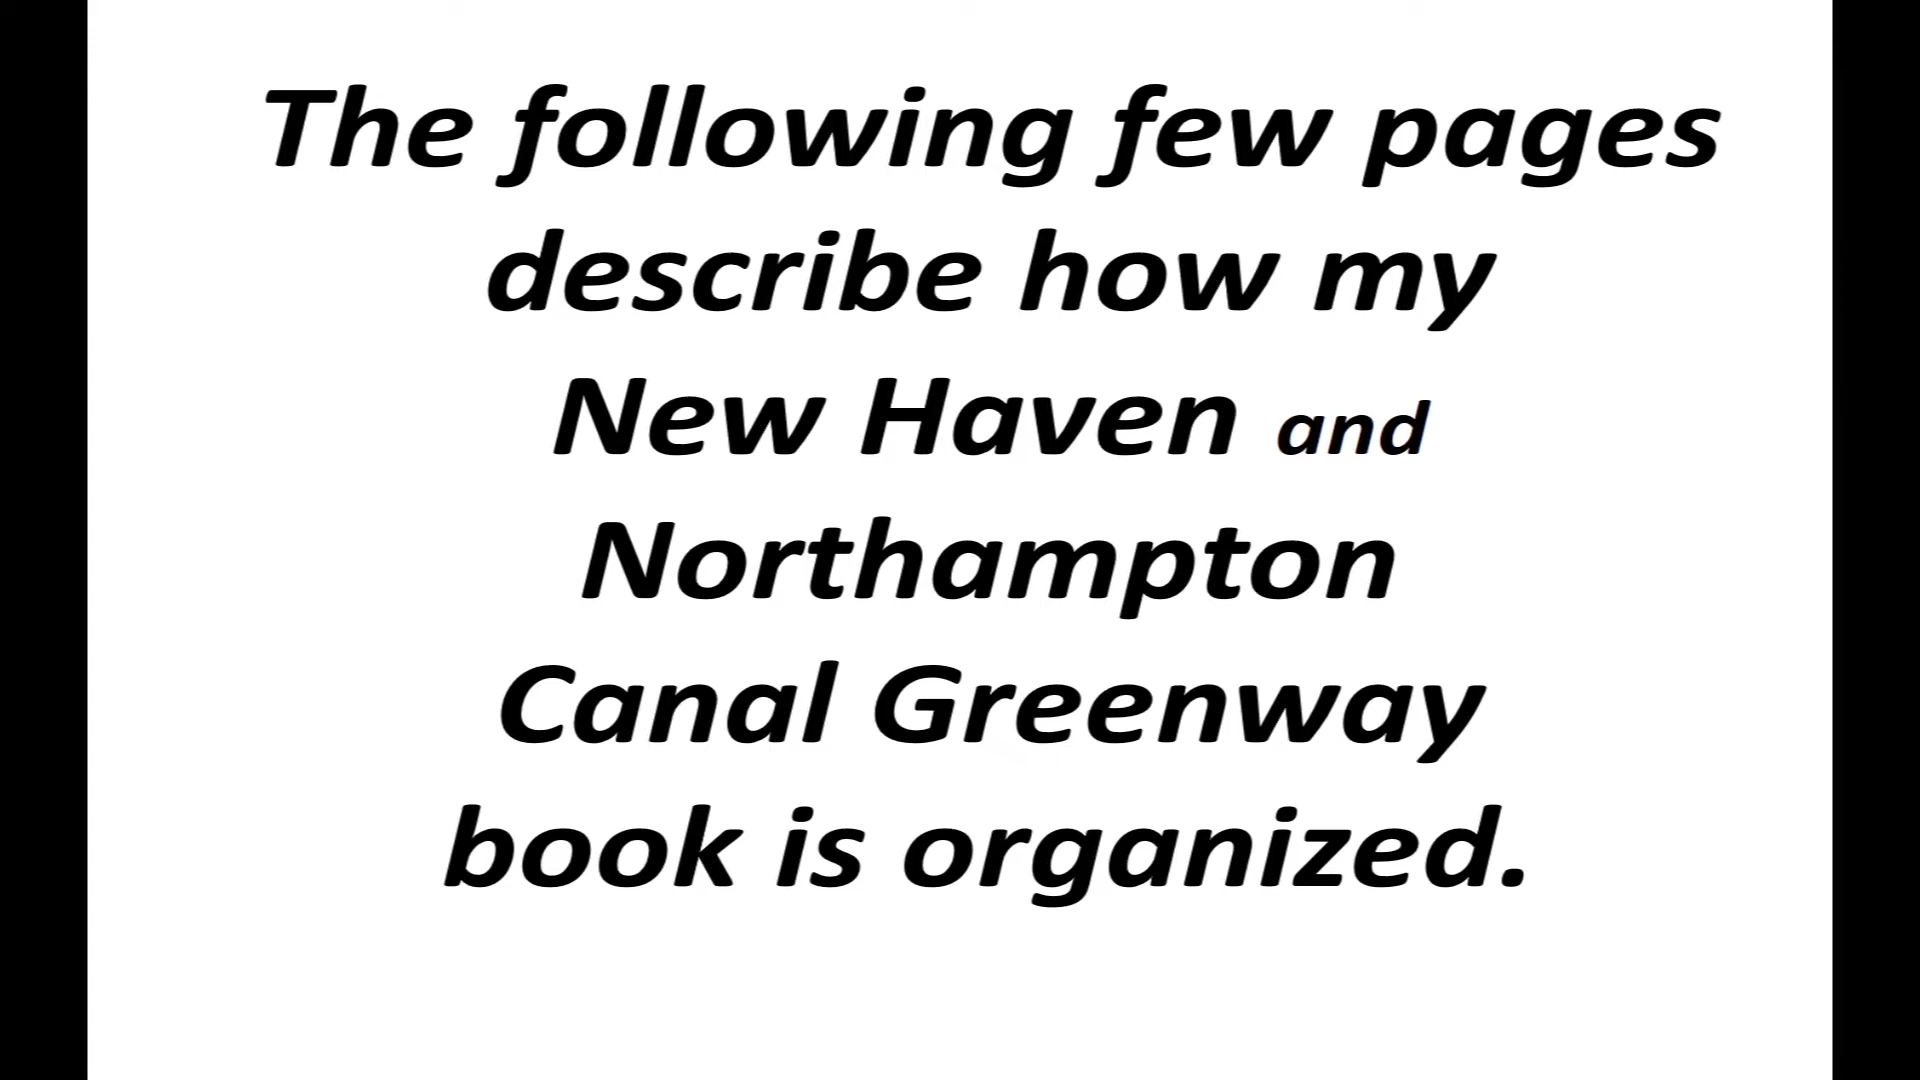 The following few pages
describe how my
New Haven and
Northampton
Canal Greenway
book is organized.